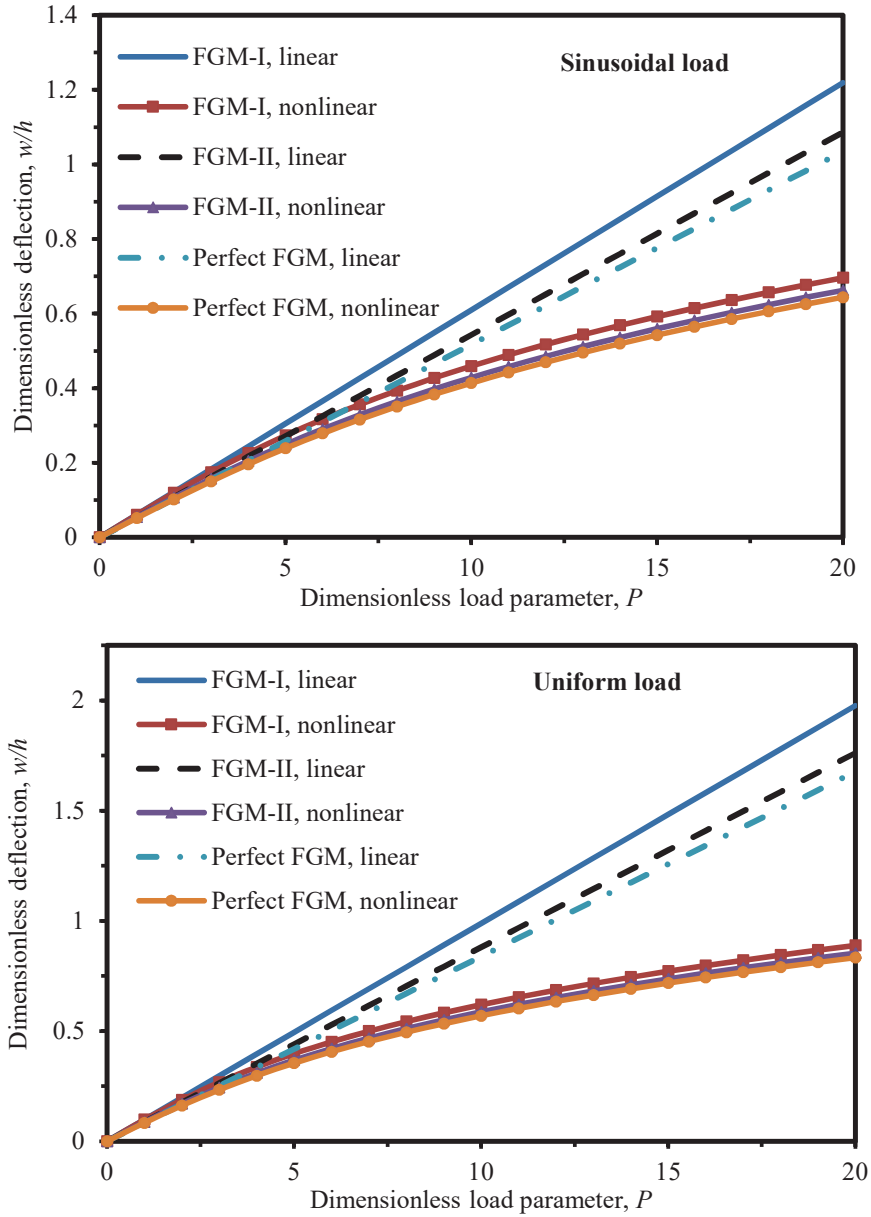 1.4
FGM-I, linear
Sinusoidal load
1.2
FGM-I, nonlinear
FGM-II, linear
1
FGM-II, nonlinear
0.8
Perfect FGM, linear
Perfect FGM, nonlinear
0.6
0.4
0.2
0
Dimensionless deflection, w/h
0 5 10 15 20
Dimensionless load parameter, P
FGM-I, linear
Uniform load
2
FGM-I, nonlinear
FGM-II, linear
FGM-II, nonlinear
1.5
Perfect FGM, linear
Perfect FGM, nonlinear
1
0.5
0
Dimensionless deflection, w/h
0 5 10 15 20
Dimensionless load parameter, P